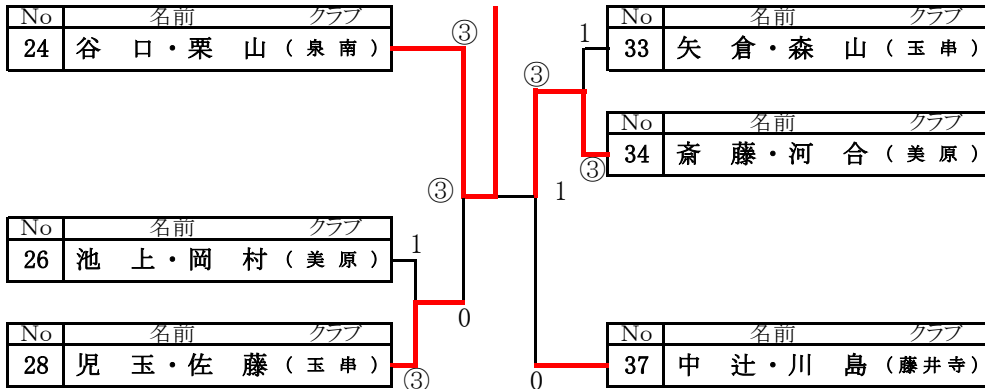 No 名前 クラブ
24 谷 口・栗 山 (泉 南)
③
③
No 名前 クラブ
26 池 上・岡 村 (美 原)
1
0
No 名前 クラブ
28 児 玉・佐 藤 (玉 串)
③
No 名前 クラブ
33 矢 倉・森 山 (玉 串)
1
③
No 名前 クラブ
34 斎 藤・河 合 (美 原)
③
1
No 名前 クラブ
37 中 辻・川 島 (藤井寺)
0